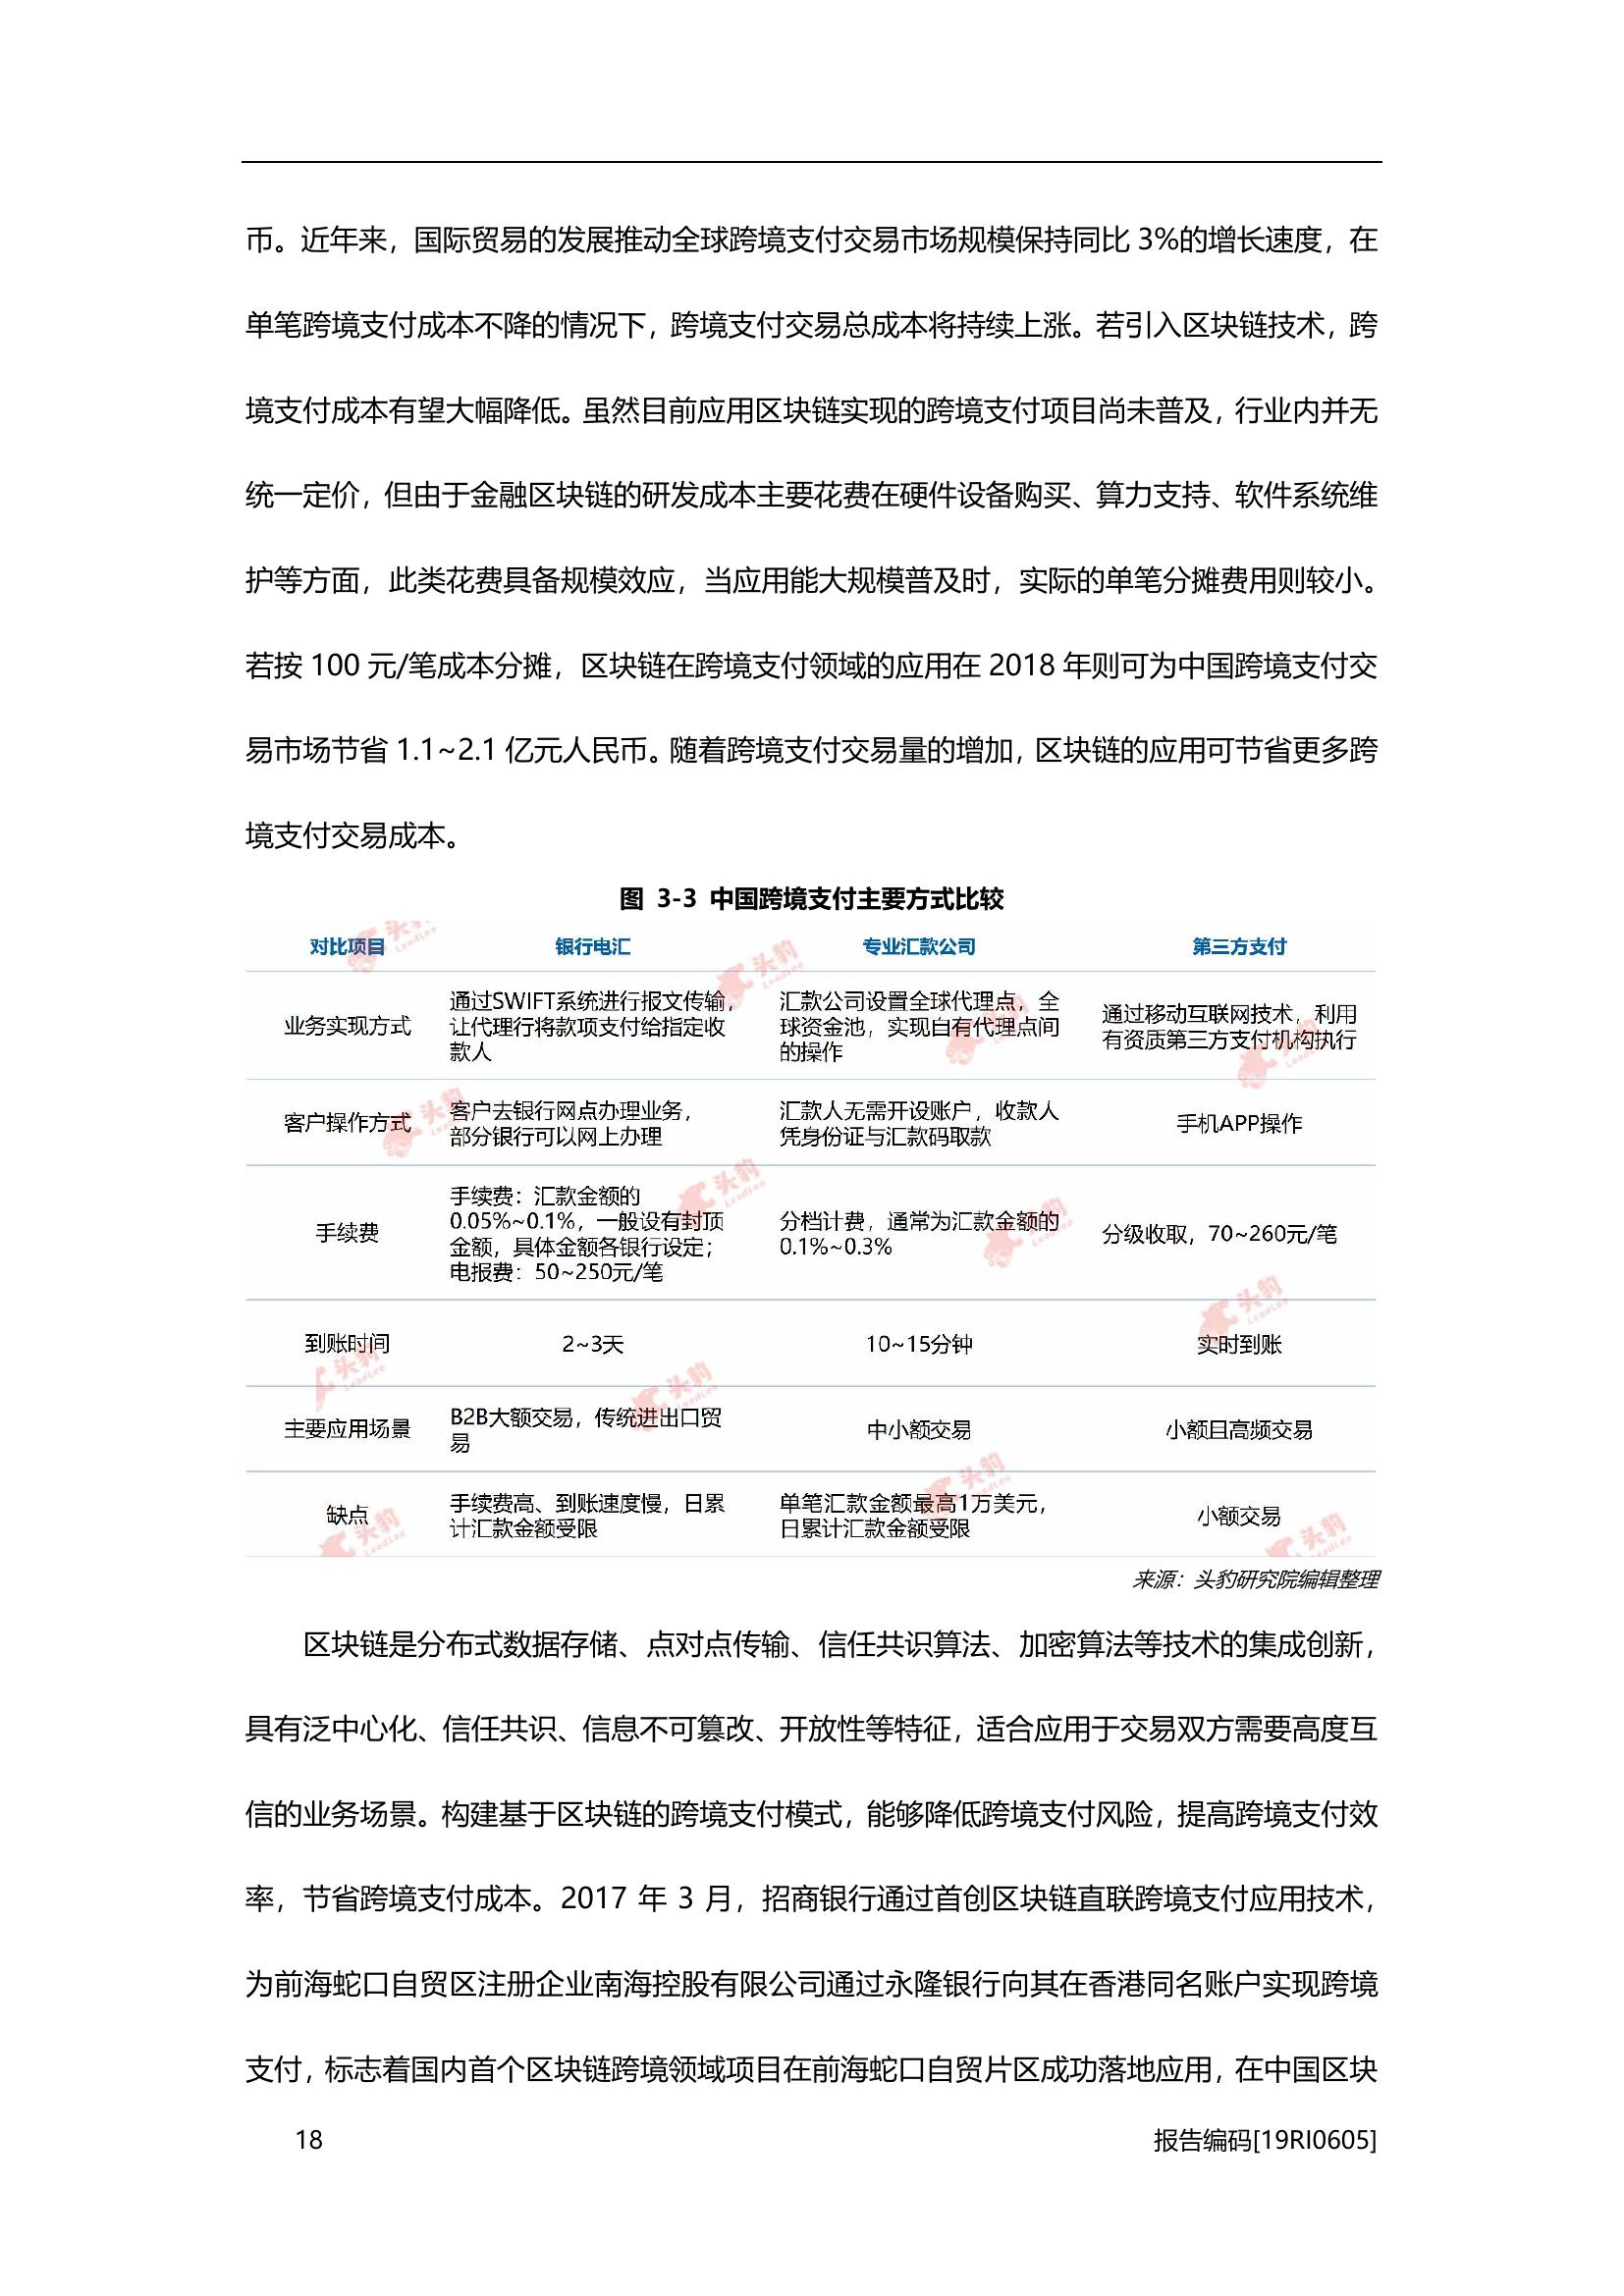 币。近年来，国际贸易的发展推动全球跨境支付交易市场规模保持同比 3%的增长速度，在
单笔跨境支付成本不降的情况下，跨境支付交易总成本将持续上涨。若引入区块链技术，跨
境支付成本有望大幅降低。虽然目前应用区块链实现的跨境支付项目尚未普及，行业内并无
统一定价，但由于金融区块链的研发成本主要花费在硬件设备购买、算力支持、软件系统维
护等方面，此类花费具备规模效应，当应用能大规模普及时，实际的单笔分摊费用则较小。
若按 100 元/笔成本分摊，区块链在跨境支付领域的应用在 2018 年则可为中国跨境支付交
易市场节省 1.1~2.1 亿元人民币。随着跨境支付交易量的增加，区块链的应用可节省更多跨
境支付交易成本。
图 3-3 中国跨境支付主要方式比较
对比项目 银行电汇 专业汇款公司 第三方支付
业务实现方式
通过SWIFT系统进行报文传输，
让代理行将款项支付给指定收
款人
汇款公司设置全球代理点，全
球资金池，实现自有代理点间
的操作
通过移动互联网技术，利用
有资质第三方支付机构执行
客户操作方式
客户去银行网点办理业务，
部分银行可以网上办理
汇款人无需开设账户，收款人
凭身份证与汇款码取款
手机APP操作
手续费
手续费：汇款金额的
0.05%~0.1%，一般设有封顶
金额，具体金额各银行设定；
电报费：50~250元/笔
分档计费，通常为汇款金额的
0.1%~0.3%
分级收取，70~260元/笔
到账时间 2~3天 10~15分钟 实时到账
主要应用场景
B2B大额交易，传统进出口贸
易
中小额交易
小额且高频交易
缺点
手续费高、到账速度慢，日累
计汇款金额受限
单笔汇款金额最高1万美元，
日累计汇款金额受限
小额交易
来源：头豹研究院编辑整理
区块链是分布式数据存储、点对点传输、信任共识算法、加密算法等技术的集成创新，
具有泛中心化、信任共识、信息不可篡改、开放性等特征，适合应用于交易双方需要高度互
信的业务场景。构建基于区块链的跨境支付模式，能够降低跨境支付风险，提高跨境支付效
率，节省跨境支付成本。2017 年 3 月，招商银行通过首创区块链直联跨境支付应用技术，
为前海蛇口自贸区注册企业南海控股有限公司通过永隆银行向其在香港同名账户实现跨境
支付，标志着国内首个区块链跨境领域项目在前海蛇口自贸片区成功落地应用，在中国区块
18 报告编码[19RI0605]